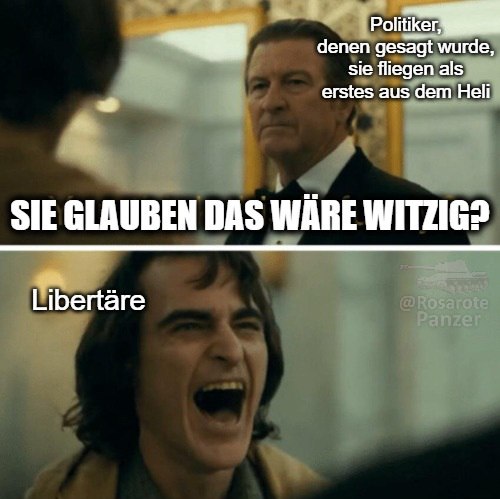 Politiker,
denen gesagt wurde,
sie fliegen als
erstes aus dem Heli
SIE GLAUBEN DAS WÄRE WITZIG?
Libertäre
@Rosarote
Panzer